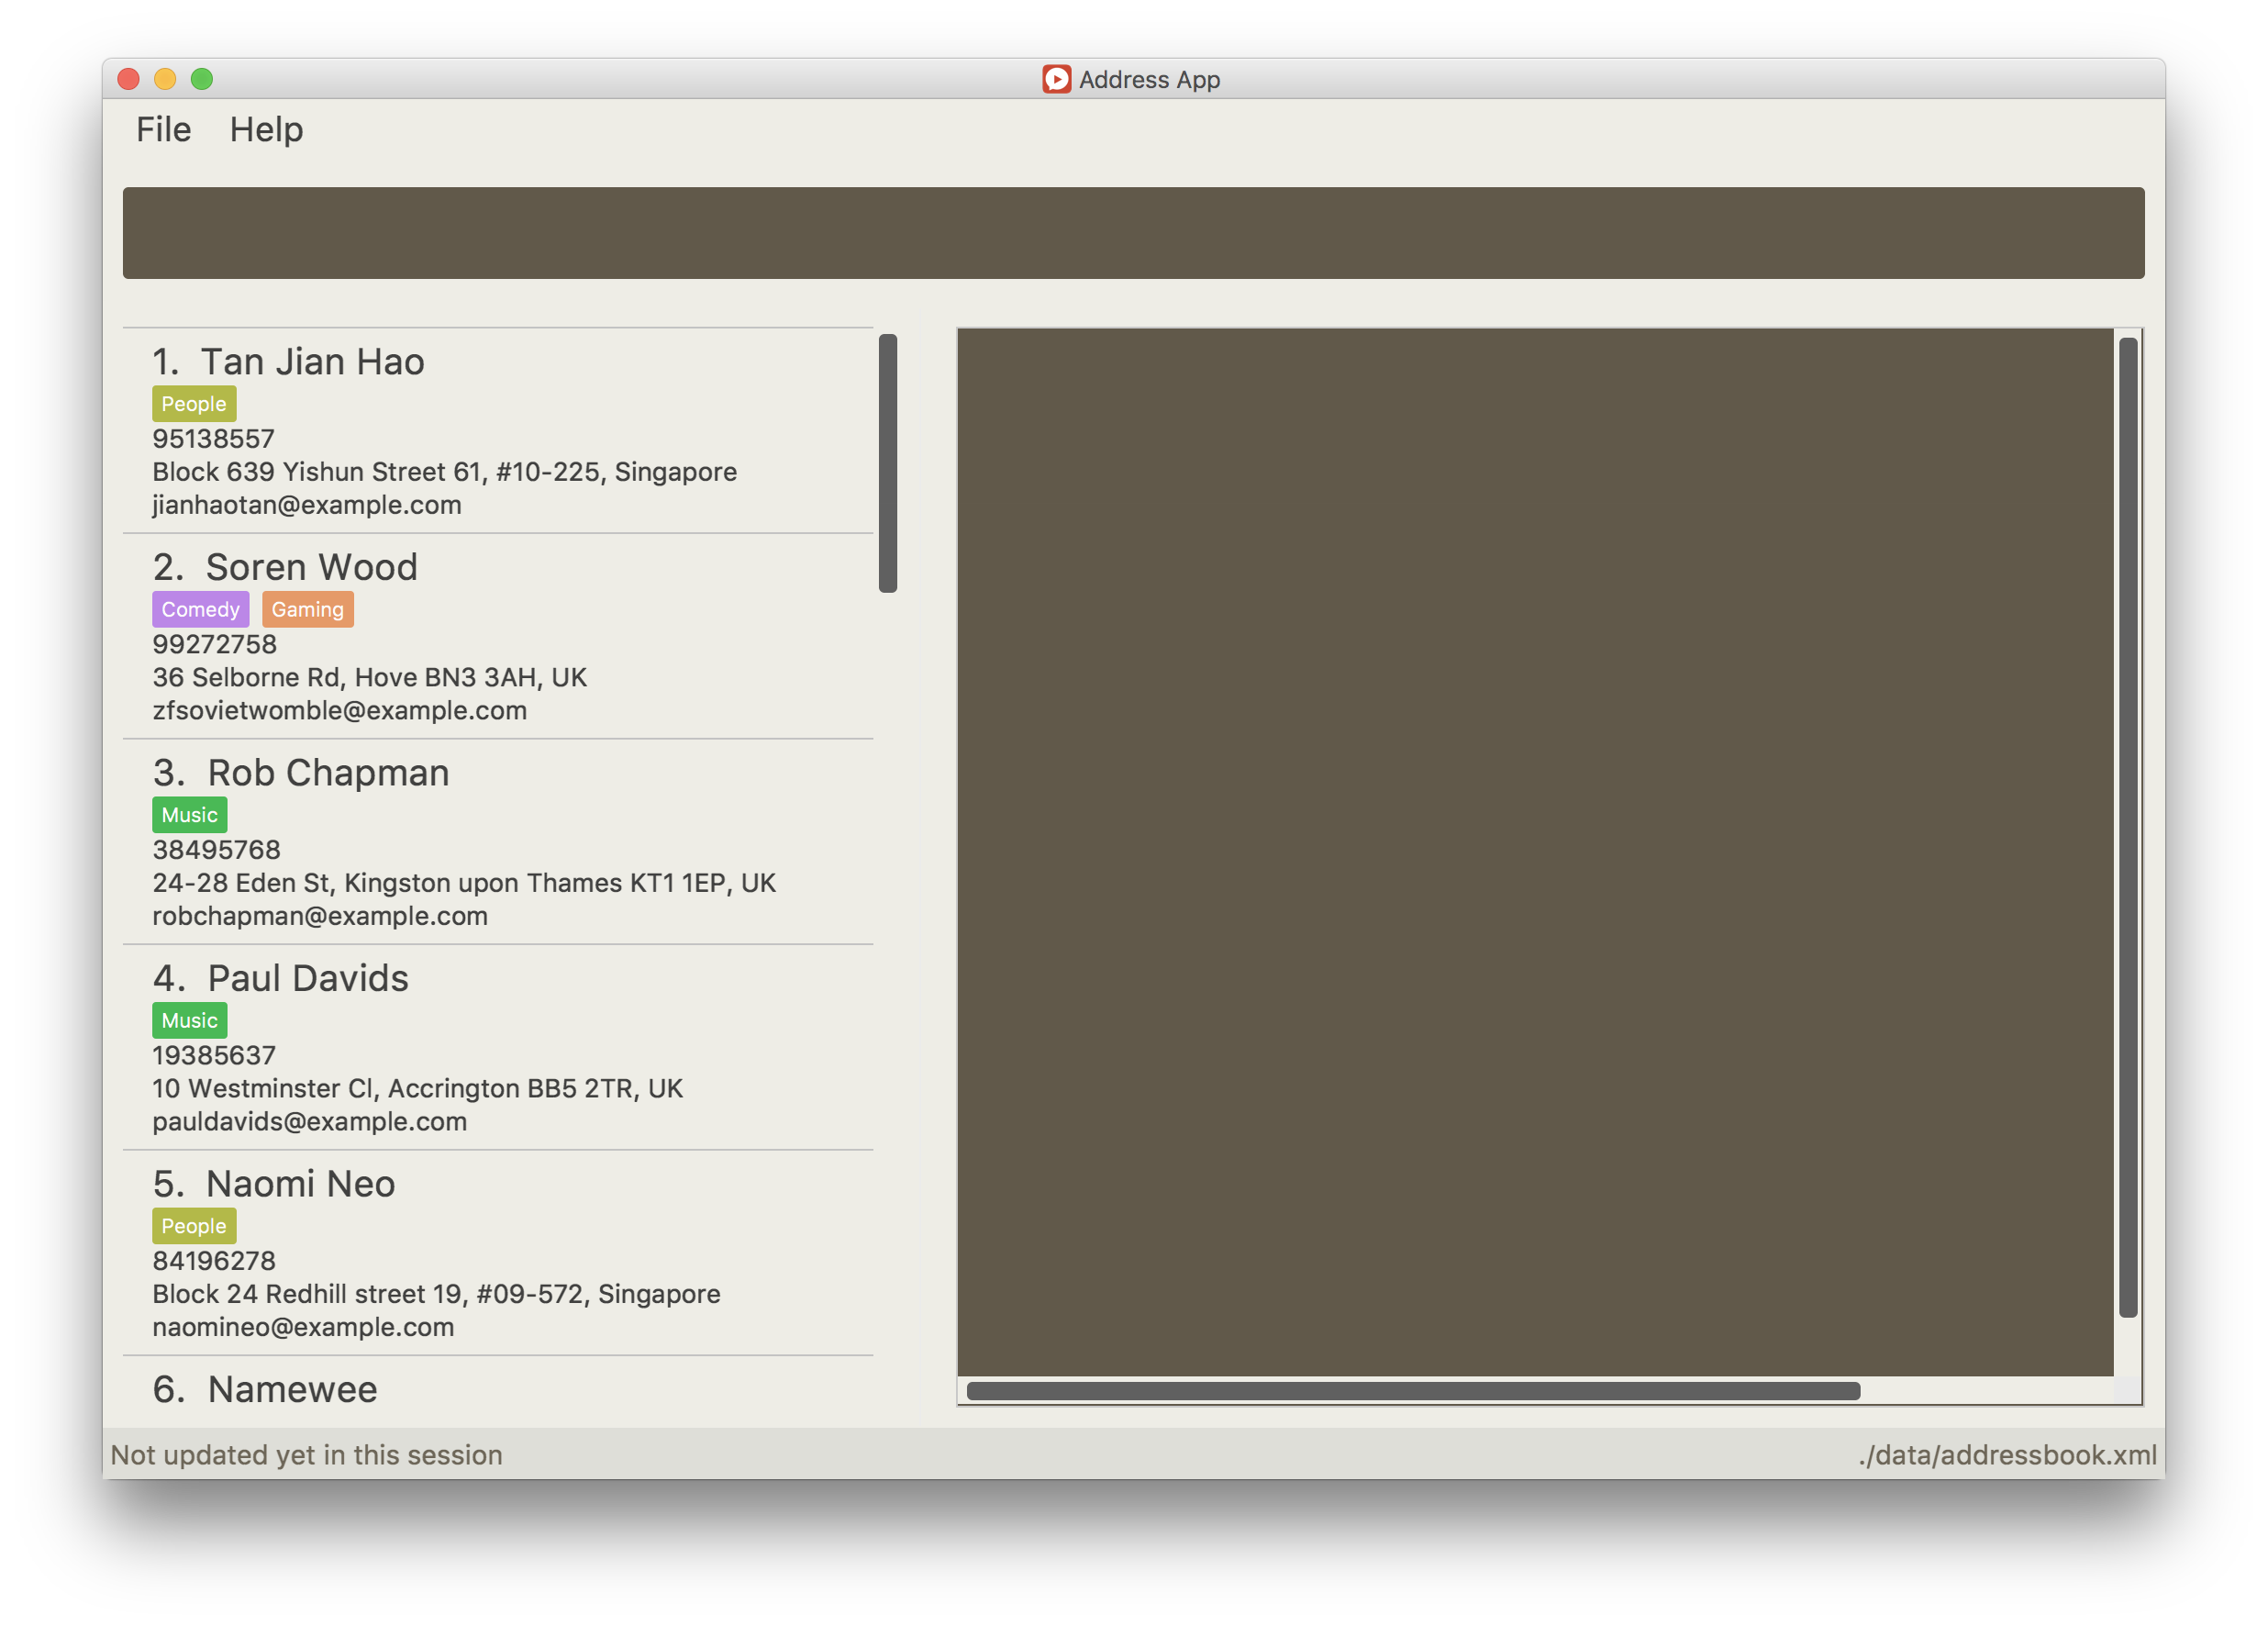 Address App
File Help
1. Tan Jian Hao
People
95138557
Block 639 Yishun Street 61, #10-225, Singapore
jianhaotan@example.com
2. Soren Wood
Comedy Gaming
99272758
36 Selborne Rd, Hove BN3 3AH, UK
zfsovietwomble@example.com
3. Rob Chapman
Music
38495768
24-28 Eden St, Kingston upon Thames KT1 1EP, UK
robchapman@example.com
4. Paul Davids
Music
19385637
10 Westminster Cl, Accrington BB5 2TR, UK
pauldavids@example.com
5. Naomi Neo
People
84196278
Block 24 Redhill street 19, #09-572, Singapore
naomineo@example.com
6. Namewee
Not updated yet in this session
./data/addressbook.xml